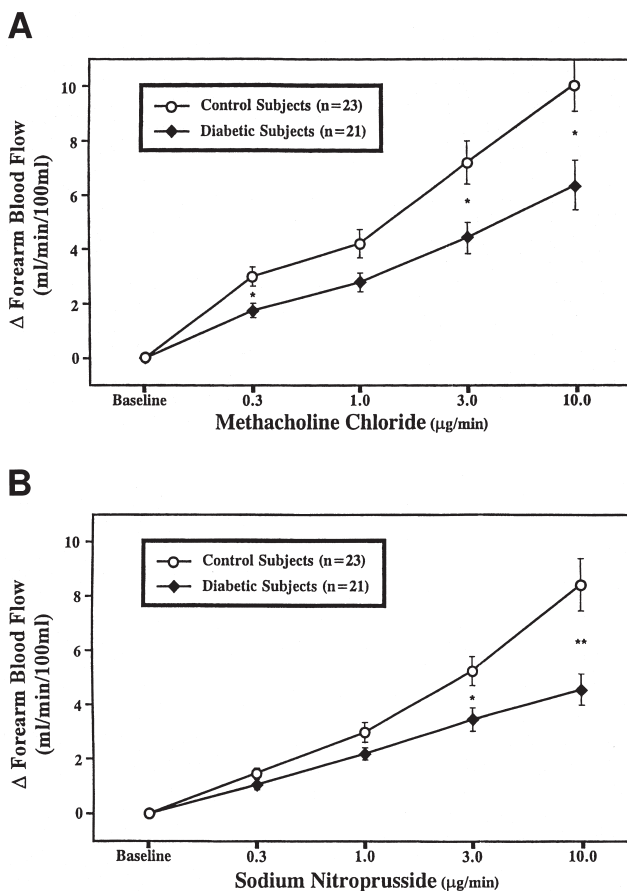 A
10
8
6
4
2
0
Δ Forearm Blood Flow
(ml/min/100ml)
Control Subjects (n=23)
Diabetic Subjects (n=21)
*
*
*
Baseline
0.3
1.0
3.0
10.0
Methacholine Chloride (μg/min)
B
10
8
6
4
2
0
Δ Forearm Blood Flow
(ml/min/100ml)
Control Subjects (n=23)
Diabetic Subjects (n=21)
*
**
Baseline
0.3
1.0
3.0
10.0
Sodium Nitroprusside (μg/min)